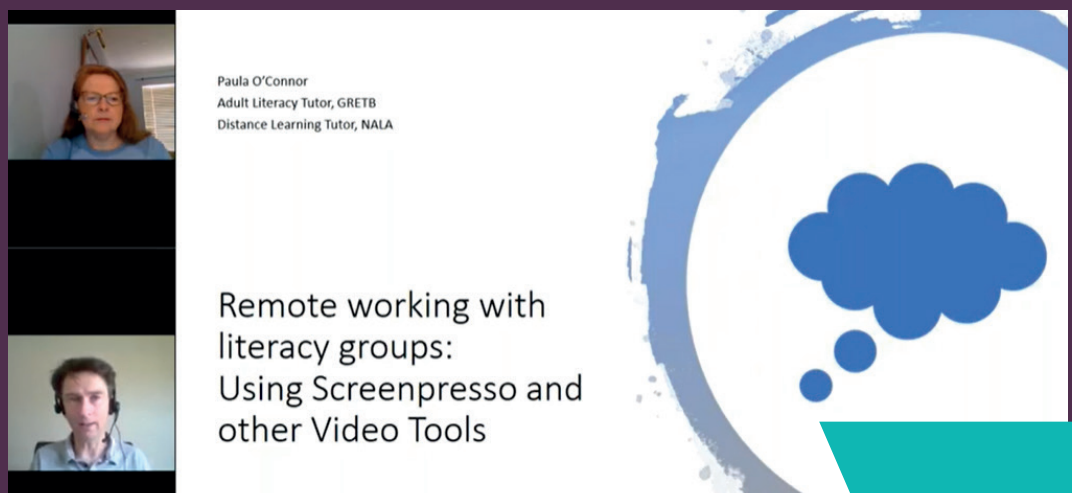 Paula O'Connor
Adult Literacy Tutor, GRETB
Distance Learning Tutor, NALA
Remote working with
literacy groups:
Using Screenpresso and
other Video Tools